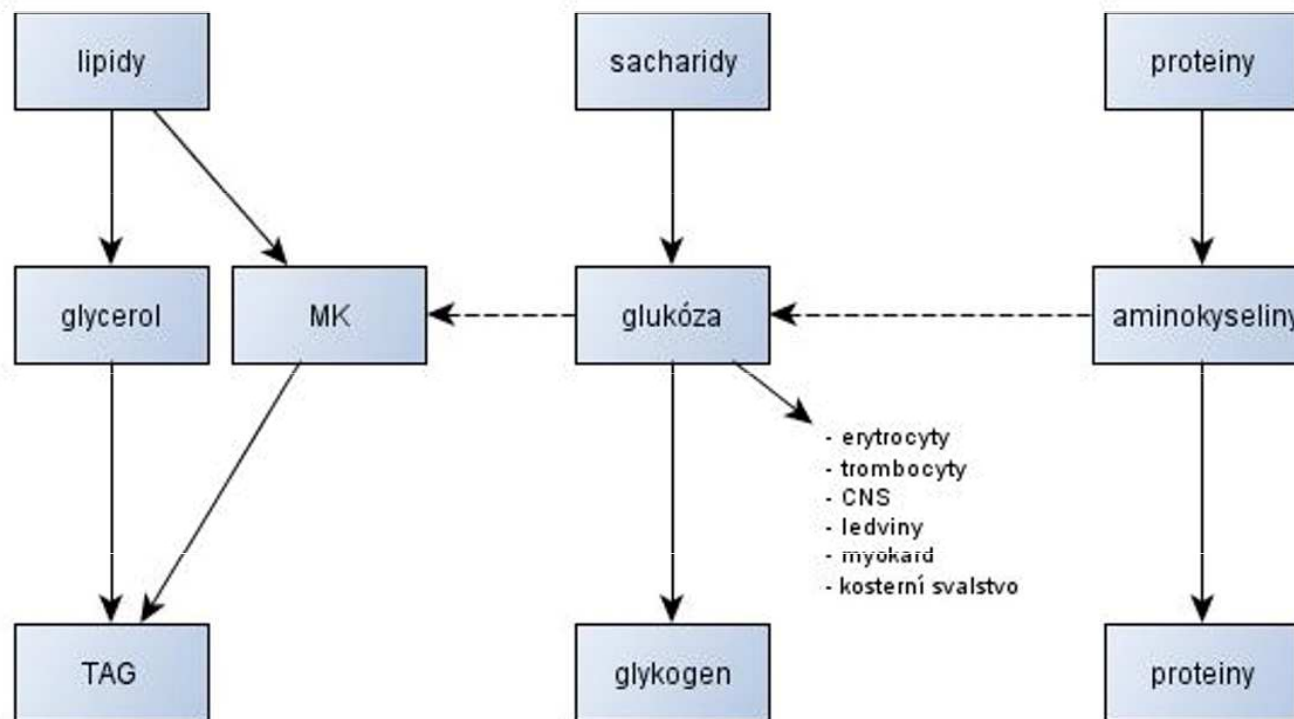 lipidy
sacharidy
proteiny
glycerol
MK
glukóza
aminokyseliny
- erytrocyty
- trombocyty
- CNS
- ledviny
- myokard
- kosterní svalstvo
TAG
glykogen
proteiny